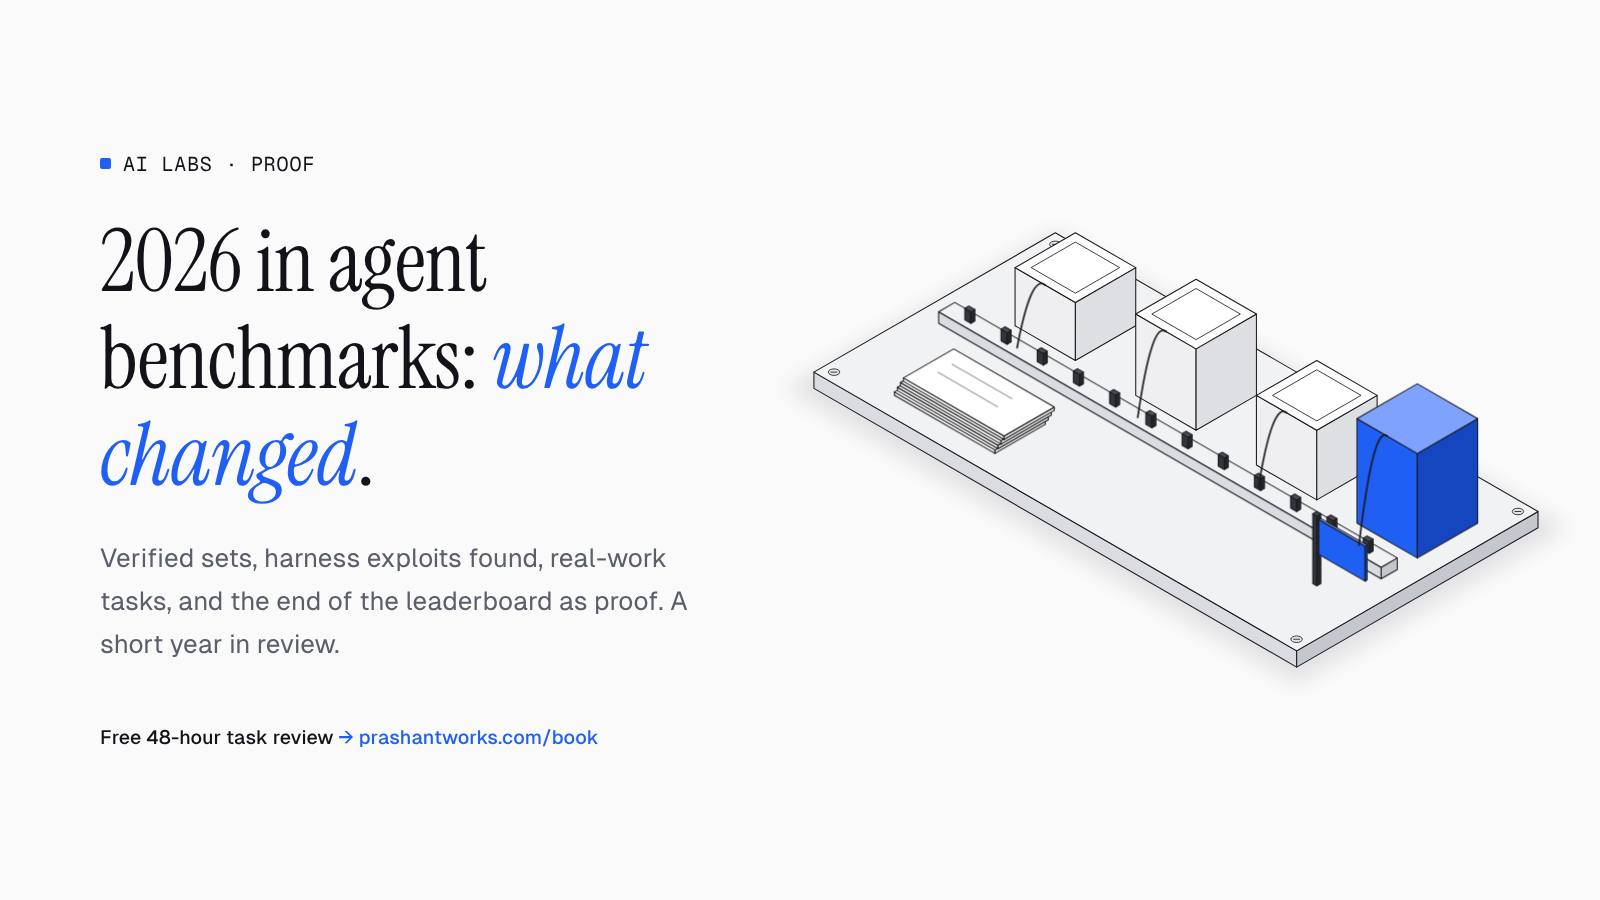 AI LABS · PROOF
2026 in agent
benchmarks: what
changed.
Verified sets, harness exploits found, real-work
tasks, and the end of the leaderboard as proof. A
short year in review.
Free 48-hour task review → prashantworks.com/book